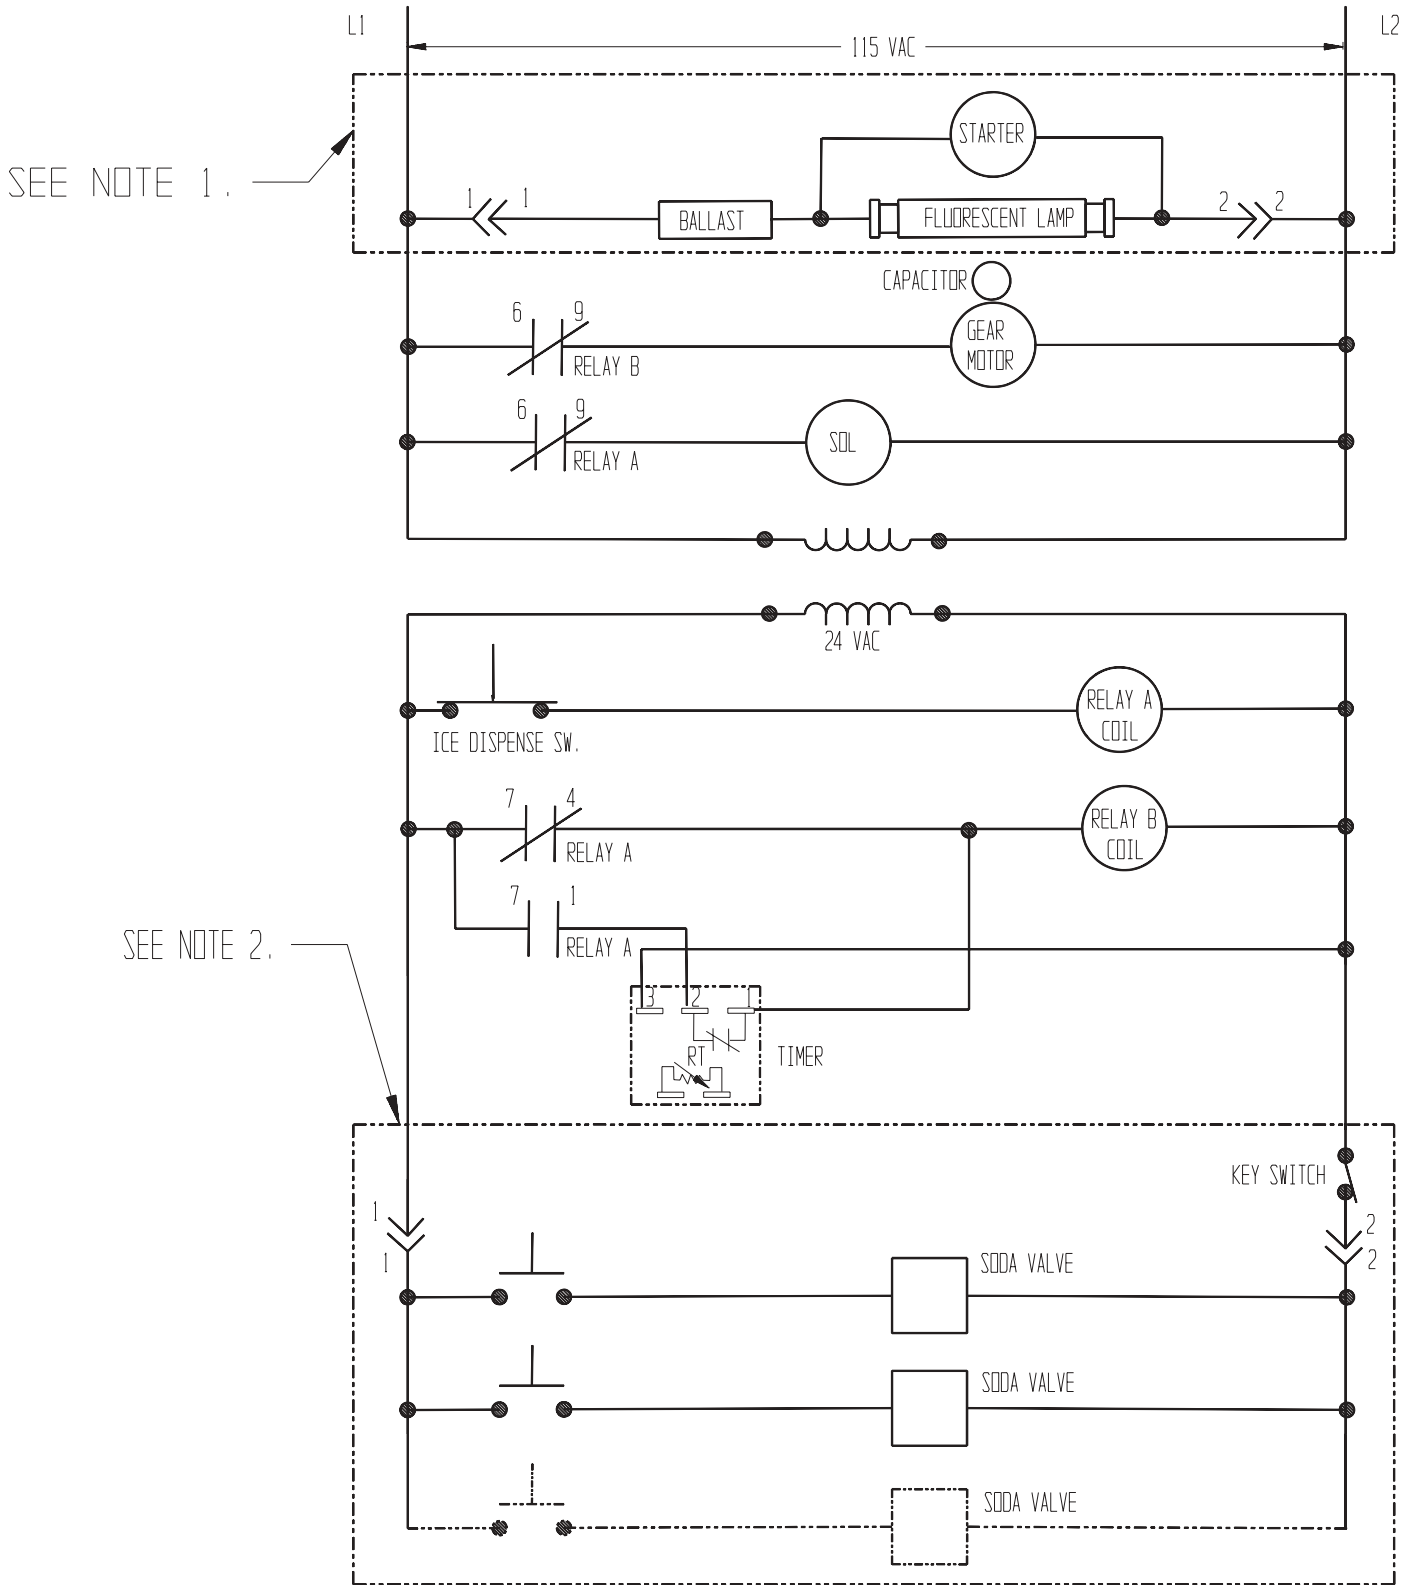 L1
L2
115 VAC
STARTER
SEE NOTE 1.
1
1
2
2
BALLAST
FLUORESCENT LAMP
CAPACITOR
6
9
GEAR
MOTOR
RELAY B
6
9
SOL
RELAY A
24 VAC
RELAY A
COIL
ICE DISPENSE SW.
7
4
RELAY B
COIL
RELAY A
7
1
RELAY A
SEE NOTE 2.
3
2
1
RT
TIMER
KEY SWITCH
1
2
1
2
SODA VALVE
SODA VALVE
SODA VALVE